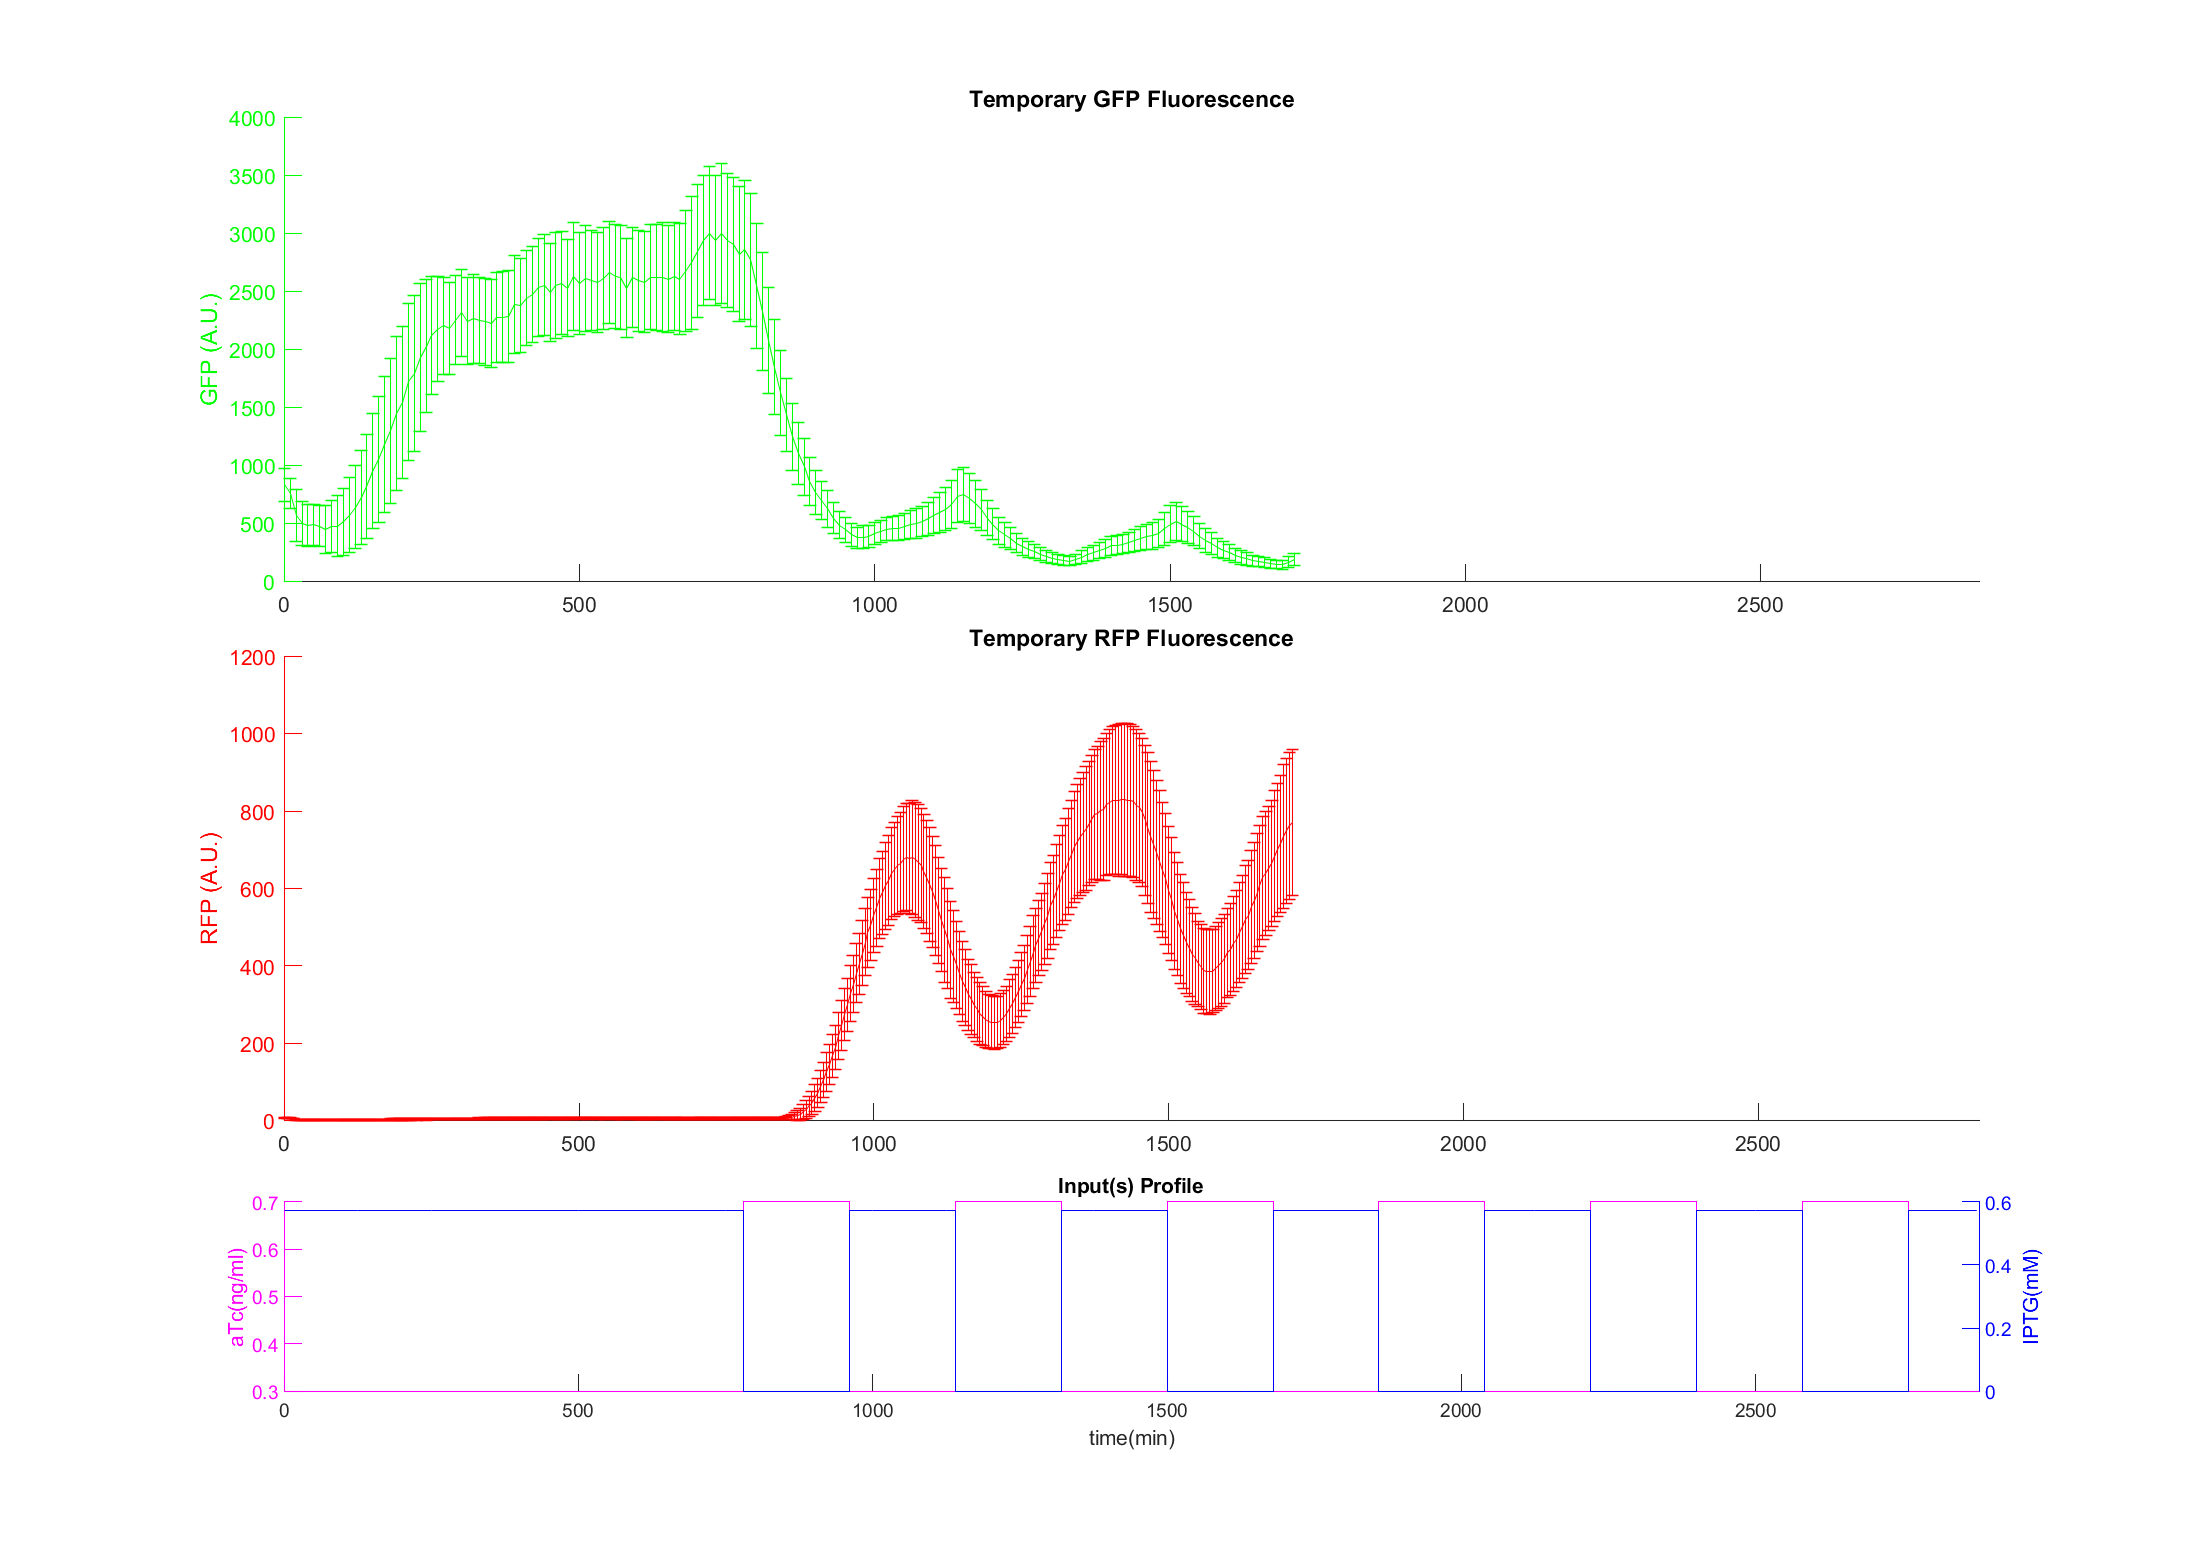 Temporary GFP Fluorescence
4000
3500
3000
2500
2000
1500
1000
500
0
GFP (A.U.)
0 500 1000 1500 2000 2500
Temporary RFP Fluorescence
1200
1000
800
600
400
200
0
RFP (A.U.)
0 500 1000 1500 2000 2500
Input(s) Profile
0.7
0.6
0.5
0.4
0.3
aTc(ng/ml)
0.6
0.4
0.2
0
IPTG(mM)
0 500 1000 1500 2000 2500
time(min)